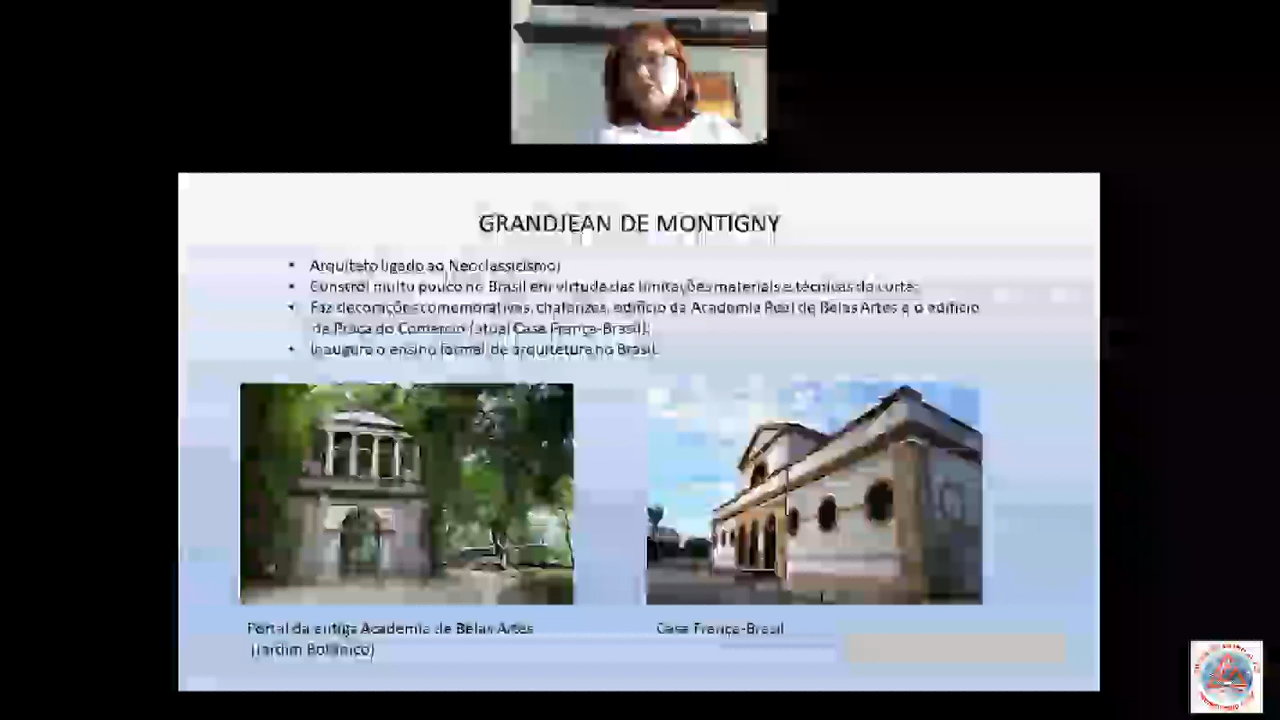 GRANDJEAN DE MONTIGNY
• Arquiteto ligado ao Neoclassicismo;
• Constrói muito pouco no Brasil em virtude das limitações materiais e técnicas da corte;
• Faz decorações comemorativas, chafarizes, edifício da Academia Real de Belas Artes e o edifício
da Praça do Comércio (atual Casa França-Brasil);
• Inaugura o ensino formal de arquitetura no Brasil.
Portal da antiga Academia de Belas Artes
(Jardim Botânico)
Casa França-Brasil